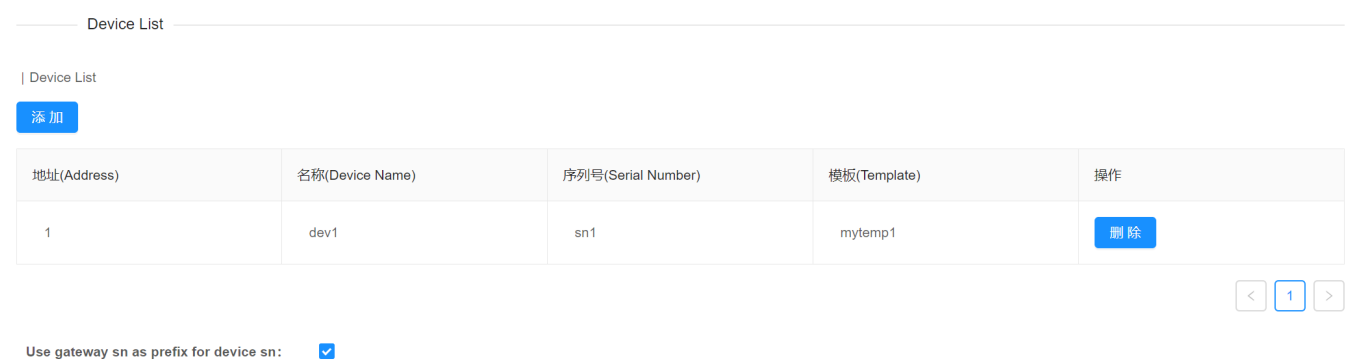 Device List
| Device List
添 加
地址(Address) 名称(Device Name) 序列号(Serial Number) 模板(Template) 操作
1 dev1 sn1 mytemp1 删 除
< 1 >
Use gateway sn as prefix for device sn: